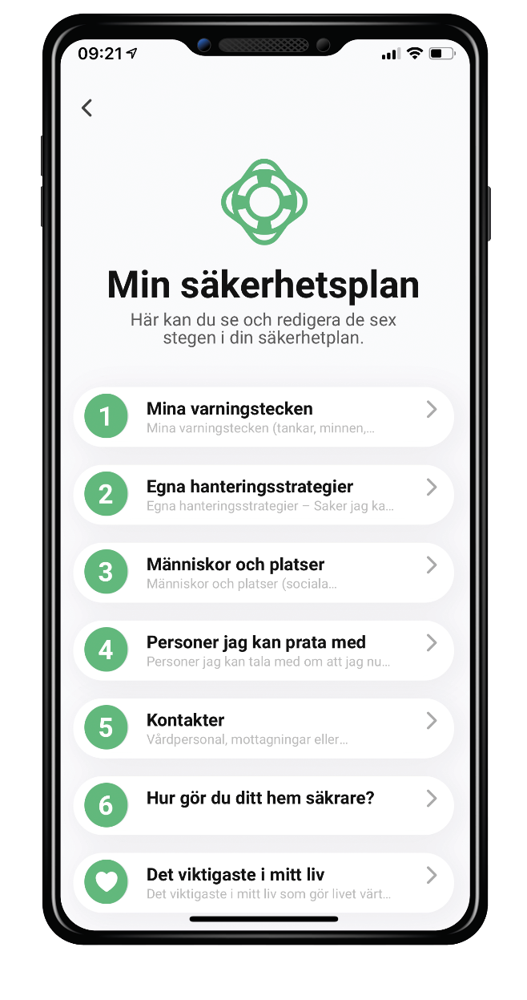 09:21
Min säkerhetsplan
Här kan du se och redigera de sex
stegen i din säkerhetplan.
1
Mina varningstecken
Mina varningstecken (tankar, minnen,...
2
Egna hanteringsstrategier
Egna hanteringsstrategier – Saker jag ka...
3
Människor och platser
Människor och platser (sociala...
4
Personer jag kan prata med
Personer jag kan tala med om att jag nu...
5
Kontakter
Vårdpersonal, mottagningar eller...
6
Hur gör du ditt hem säkrare?
Det viktigaste i mitt liv
Det viktigaste i mitt liv som gör livet värt...